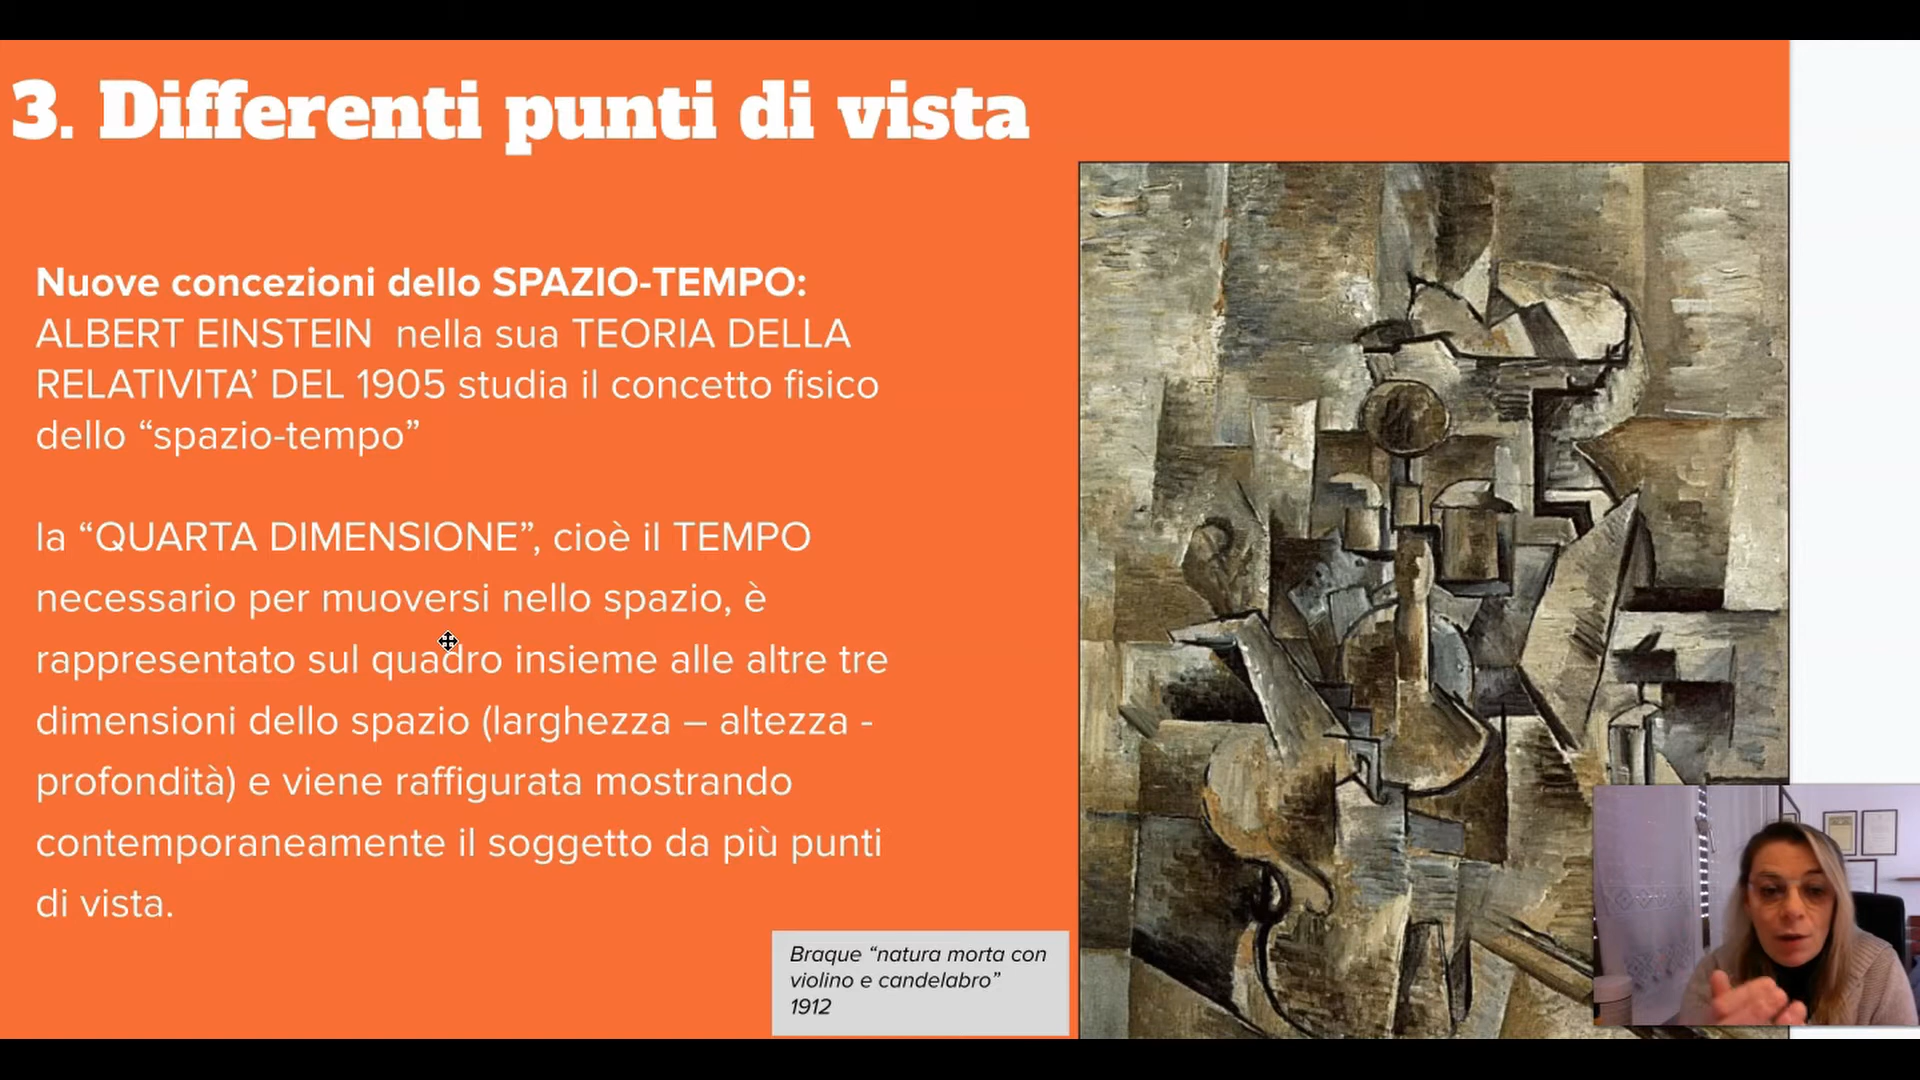 3. Differenti punti di vista
Nuove concezioni dello SPAZIO-TEMPO:
ALBERT EINSTEIN nella sua TEORIA DELLA
RELATIVITA’ DEL 1905 studia il concetto fisico
dello “spazio-tempo”
la “QUARTA DIMENSIONE”, cioè il TEMPO
necessario per muoversi nello spazio, è
rappresentato sul quadro insieme alle altre tre
dimensioni dello spazio (larghezza – altezza -
profondità) e viene raffigurata mostrando
contemporaneamente il soggetto da più punti
di vista.
Braque “natura morta con
violino e candelabro”
1912